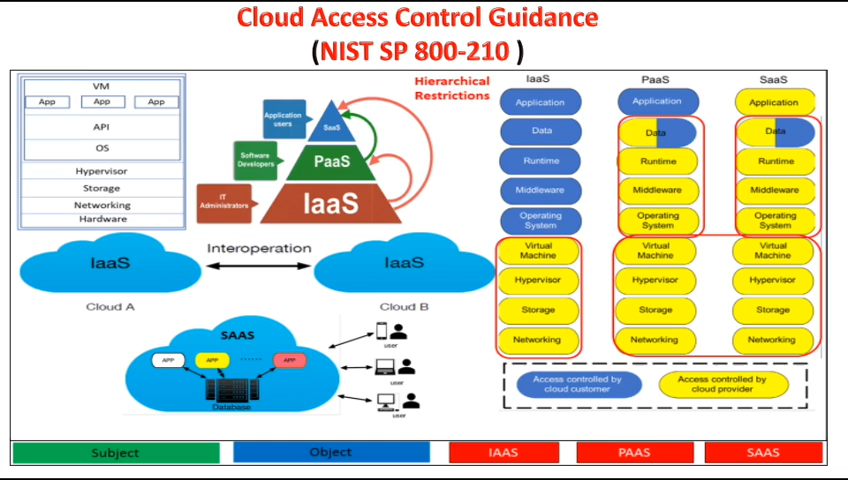 Cloud Access Control Guidance
(NIST SP 800-210 )
VM
App App App
API
OS
Hypervisor
Storage
Networking
Hardware
Hierarchical
Restrictions
Application
users
SaaS
Software
Developers
PaaS
IT
Administrators
IaaS
IaaS
Interoperation
IaaS
Cloud A
Cloud B
SAAS
APP APP ...... APP
Database
user
user
user
IaaS PaaS SaaS
Application Application Application
Data Data Data
Runtime Runtime Runtime
Middleware Middleware Middleware
Operating System Operating System Operating System
Virtual Machine Virtual Machine Virtual Machine
Hypervisor Hypervisor Hypervisor
Storage Storage Storage
Networking Networking Networking
Access controlled by
cloud customer
Access controlled by
cloud provider
Subject Object IAAS PAAS SAAS